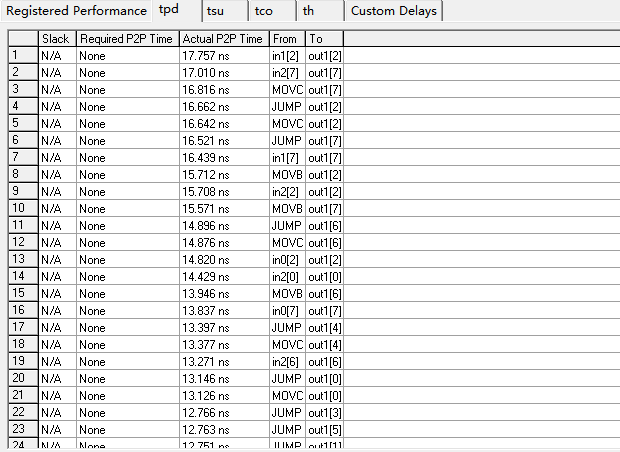 Registered Performance tpd tsu tco th Custom Delays
Slack Required P2P Time Actual P2P Time From To
1 N/A None 17.757 ns in1[2] out1[2]
2 N/A None 17.010 ns in2[7] out1[7]
3 N/A None 16.816 ns MOVC out1[7]
4 N/A None 16.662 ns JUMP out1[2]
5 N/A None 16.642 ns MOVC out1[2]
6 N/A None 16.521 ns JUMP out1[7]
7 N/A None 16.439 ns in1[7] out1[7]
8 N/A None 15.712 ns MOVB out1[2]
9 N/A None 15.708 ns in2[2] out1[2]
10 N/A None 15.571 ns MOVB out1[7]
11 N/A None 14.896 ns JUMP out1[6]
12 N/A None 14.876 ns MOVC out1[6]
13 N/A None 14.820 ns in0[2] out1[2]
14 N/A None 14.429 ns in2[0] out1[0]
15 N/A None 13.946 ns MOVB out1[6]
16 N/A None 13.837 ns in0[7] out1[7]
17 N/A None 13.397 ns JUMP out1[4]
18 N/A None 13.377 ns MOVC out1[4]
19 N/A None 13.271 ns in2[6] out1[6]
20 N/A None 13.146 ns JUMP out1[0]
21 N/A None 13.126 ns MOVC out1[0]
22 N/A None 12.766 ns JUMP out1[3]
23 N/A None 12.763 ns JUMP out1[5]
24 N/A None 12.751 ns JUMP out1[1]